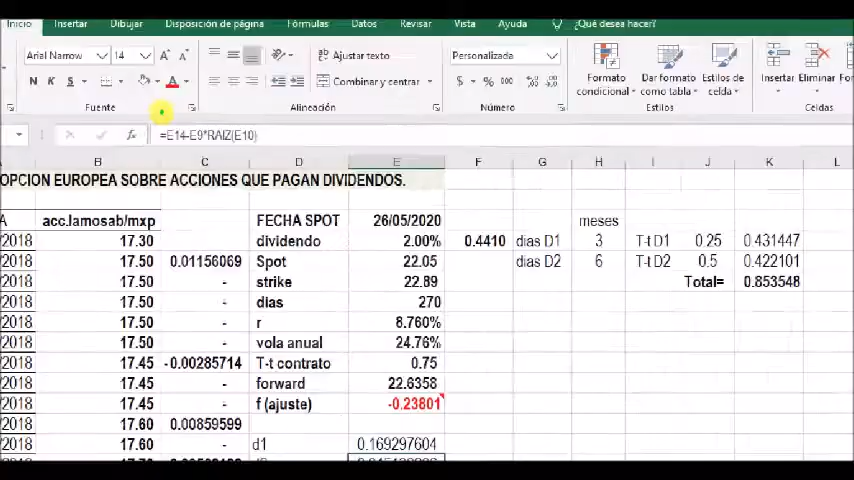 Inicio Insertar Dibujar Disposición de página Fórmulas Datos Revisar Vista Ayuda ¿Qué desea hacer?
Arial Narrow 14 A A ab Ajustar texto Personalizada
N K S A Combinar y centrar $ % 000 Formato condicional Dar formato como tabla Estilos de celda Insertar Eliminar
Fuente Alineación Número Estilos Celdas
fx =E14-E9*RAIZ(E10)
B C D E F G H I J K L
OPCION EUROPEA SOBRE ACCIONES QUE PAGAN DIVIDENDOS.
A acc.lamosab/mxp FECHA SPOT 26/05/2020 meses
/2018 17.30 dividendo 2.00% 0.4410 dias D1 3 T-t D1 0.25 0.431447
/2018 17.50 0.01156069 Spot 22.05 dias D2 6 T-t D2 0.5 0.422101
/2018 17.50 - strike 22.89 Total= 0.853548
/2018 17.50 - dias 270
/2018 17.50 - r 8.760%
/2018 17.50 - vola anual 24.76%
/2018 17.45 -0.00285714 T-t contrato 0.75
/2018 17.45 - forward 22.6358
/2018 17.45 - f (ajuste) -0.23801
/2018 17.60 0.00859599
/2018 17.60 - d1 0.169297604